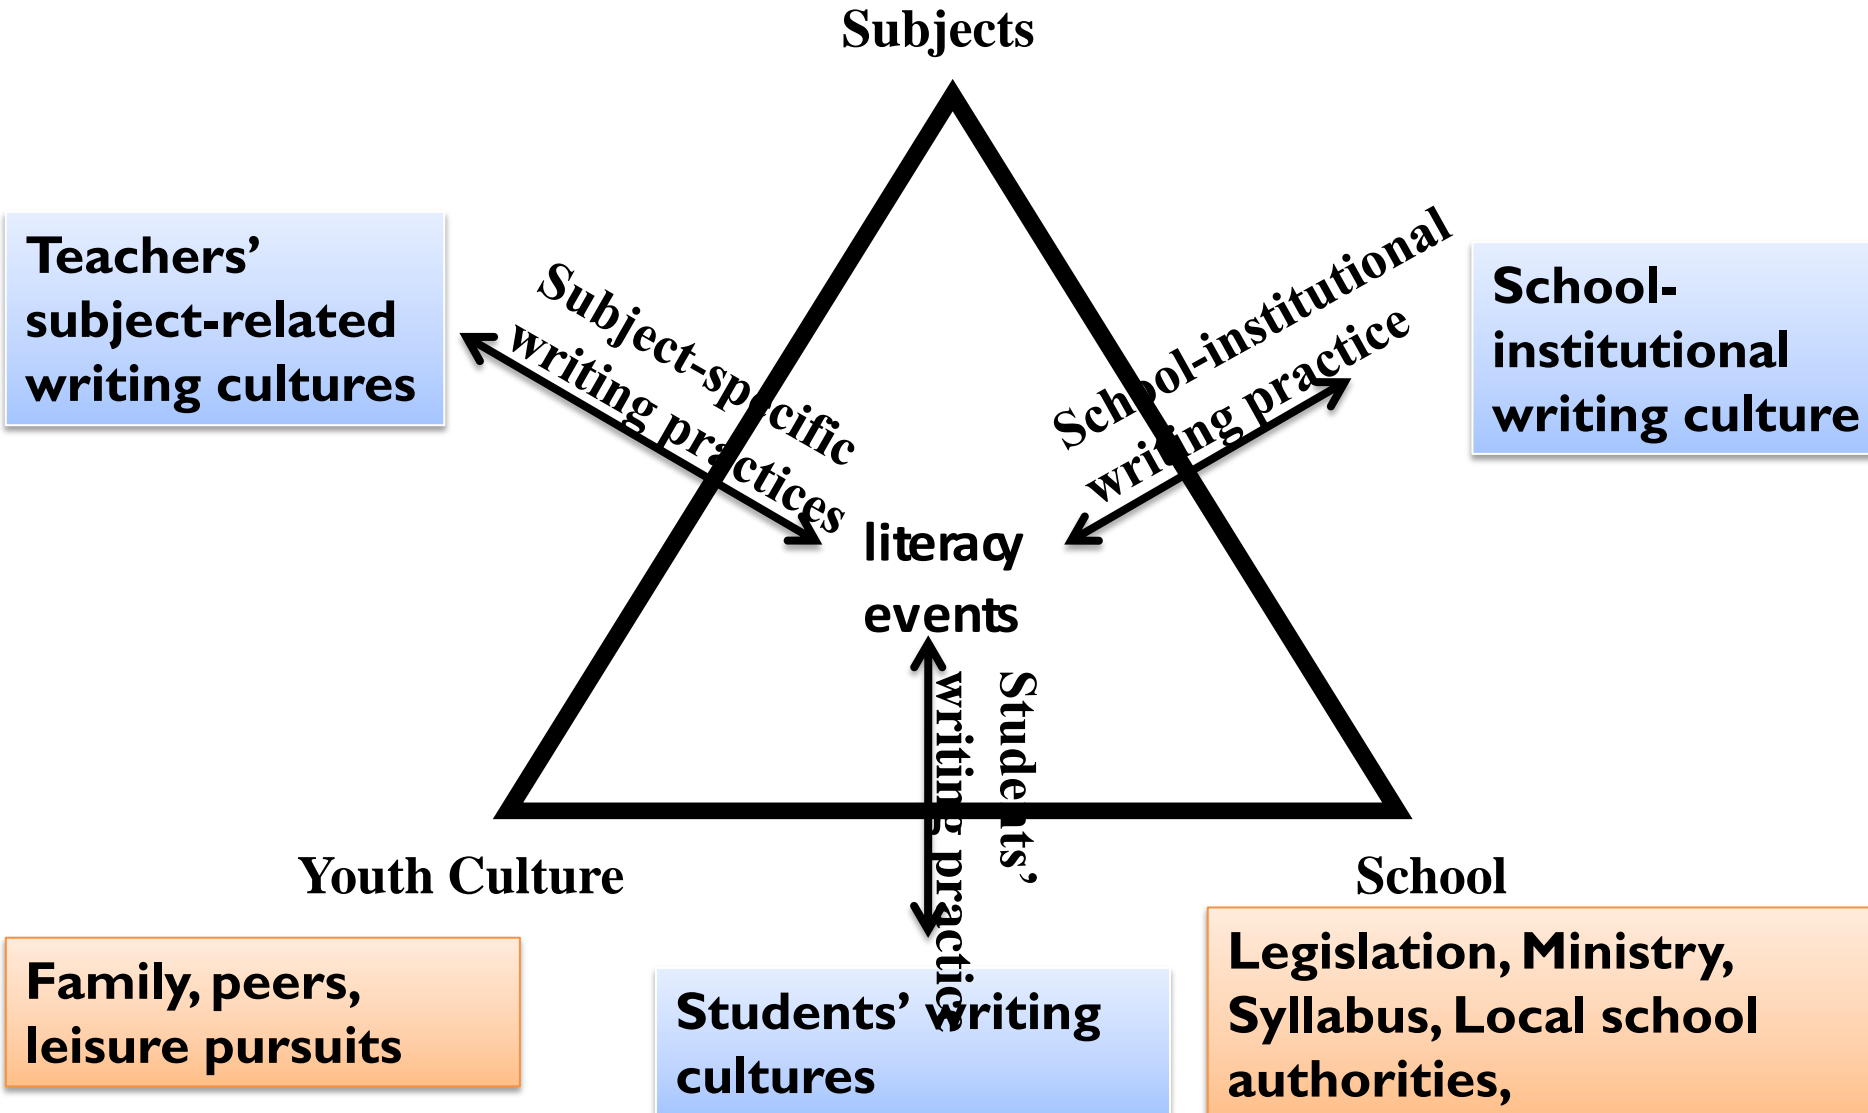 Subjects
Teachers’
subject-related
writing cultures
Subject-specific
writing practices
School-institutional
writing practice
School-
institutional
writing culture
literacy
events
Students’
writing practice
Youth Culture
School
Family, peers,
leisure pursuits
Students’ writing
cultures
Legislation, Ministry,
Syllabus, Local school
authorities,